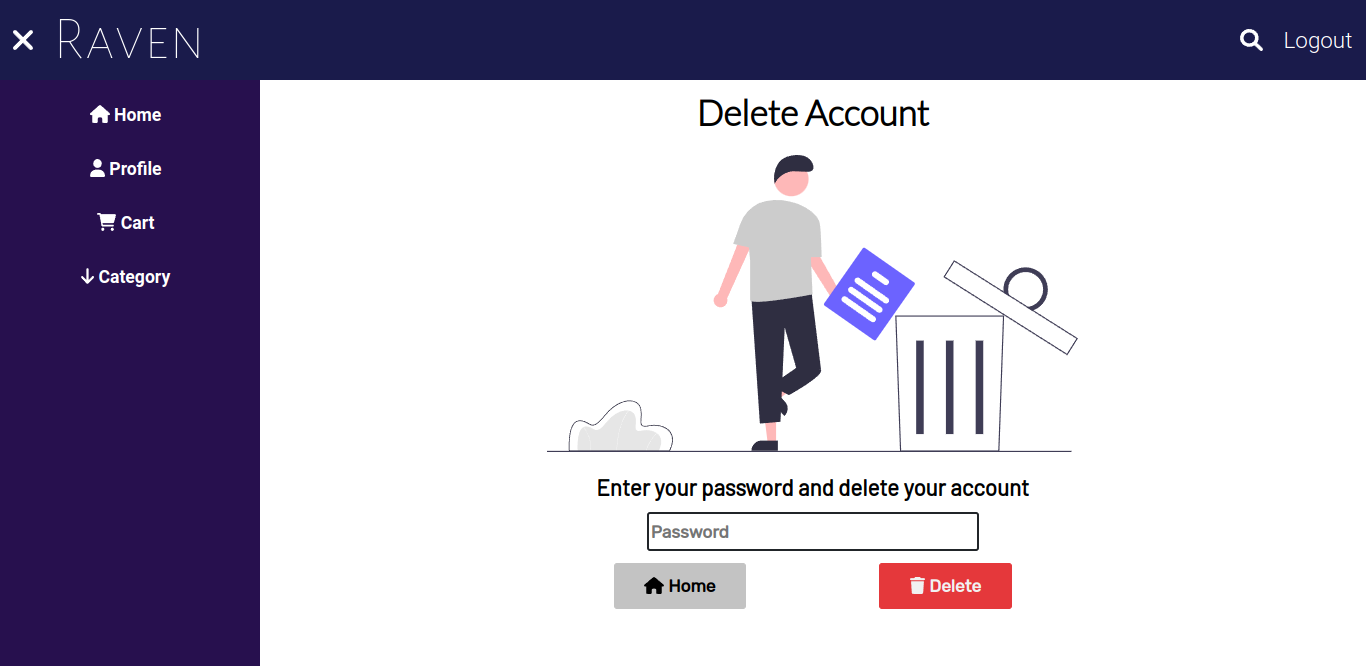 Raven
Logout
Home
Profile
Cart
Category
Delete Account
Enter your password and delete your account
Password
Home
Delete